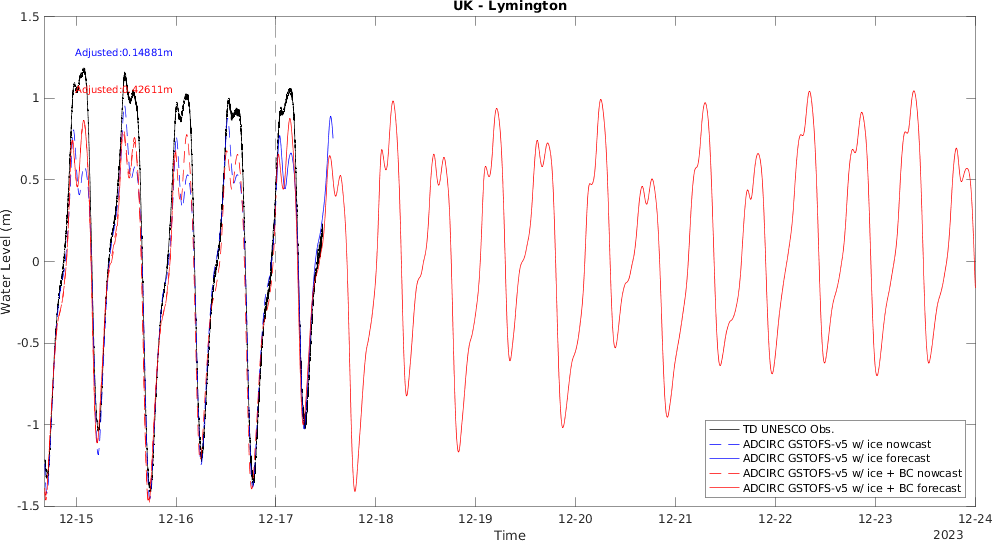 UK - Lymington
1.5
1
0.5
0
-0.5
-1
-1.5
Water Level (m)
Adjusted:0.14881m
Adjusted:0.42611m
TD UNESCO Obs.
ADCIRC GSTOFS-v5 w/ ice nowcast
ADCIRC GSTOFS-v5 w/ ice forecast
ADCIRC GSTOFS-v5 w/ ice + BC nowcast
ADCIRC GSTOFS-v5 w/ ice + BC forecast
12-15 12-16 12-17 12-18 12-19 12-20 12-21 12-22 12-23 12-24
Time
2023